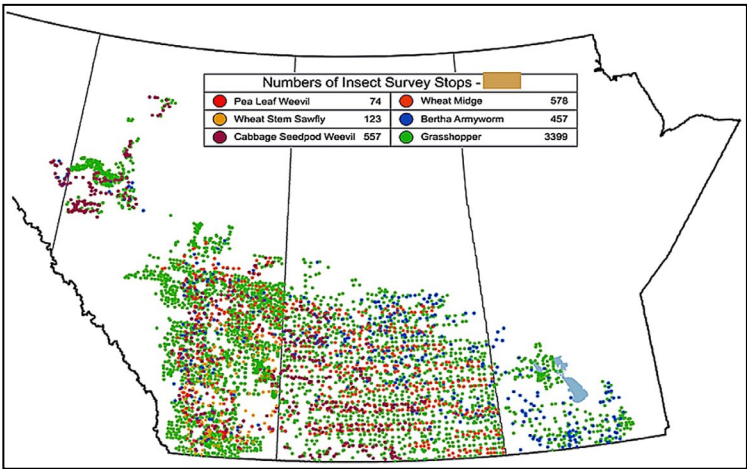 Numbers of Insect Survey Stops -
Pea Leaf Weevil 74 Wheat Midge 578
Wheat Stem Sawfly 123 Bertha Armyworm 457
Cabbage Seedpod Weevil 557 Grasshopper 3399